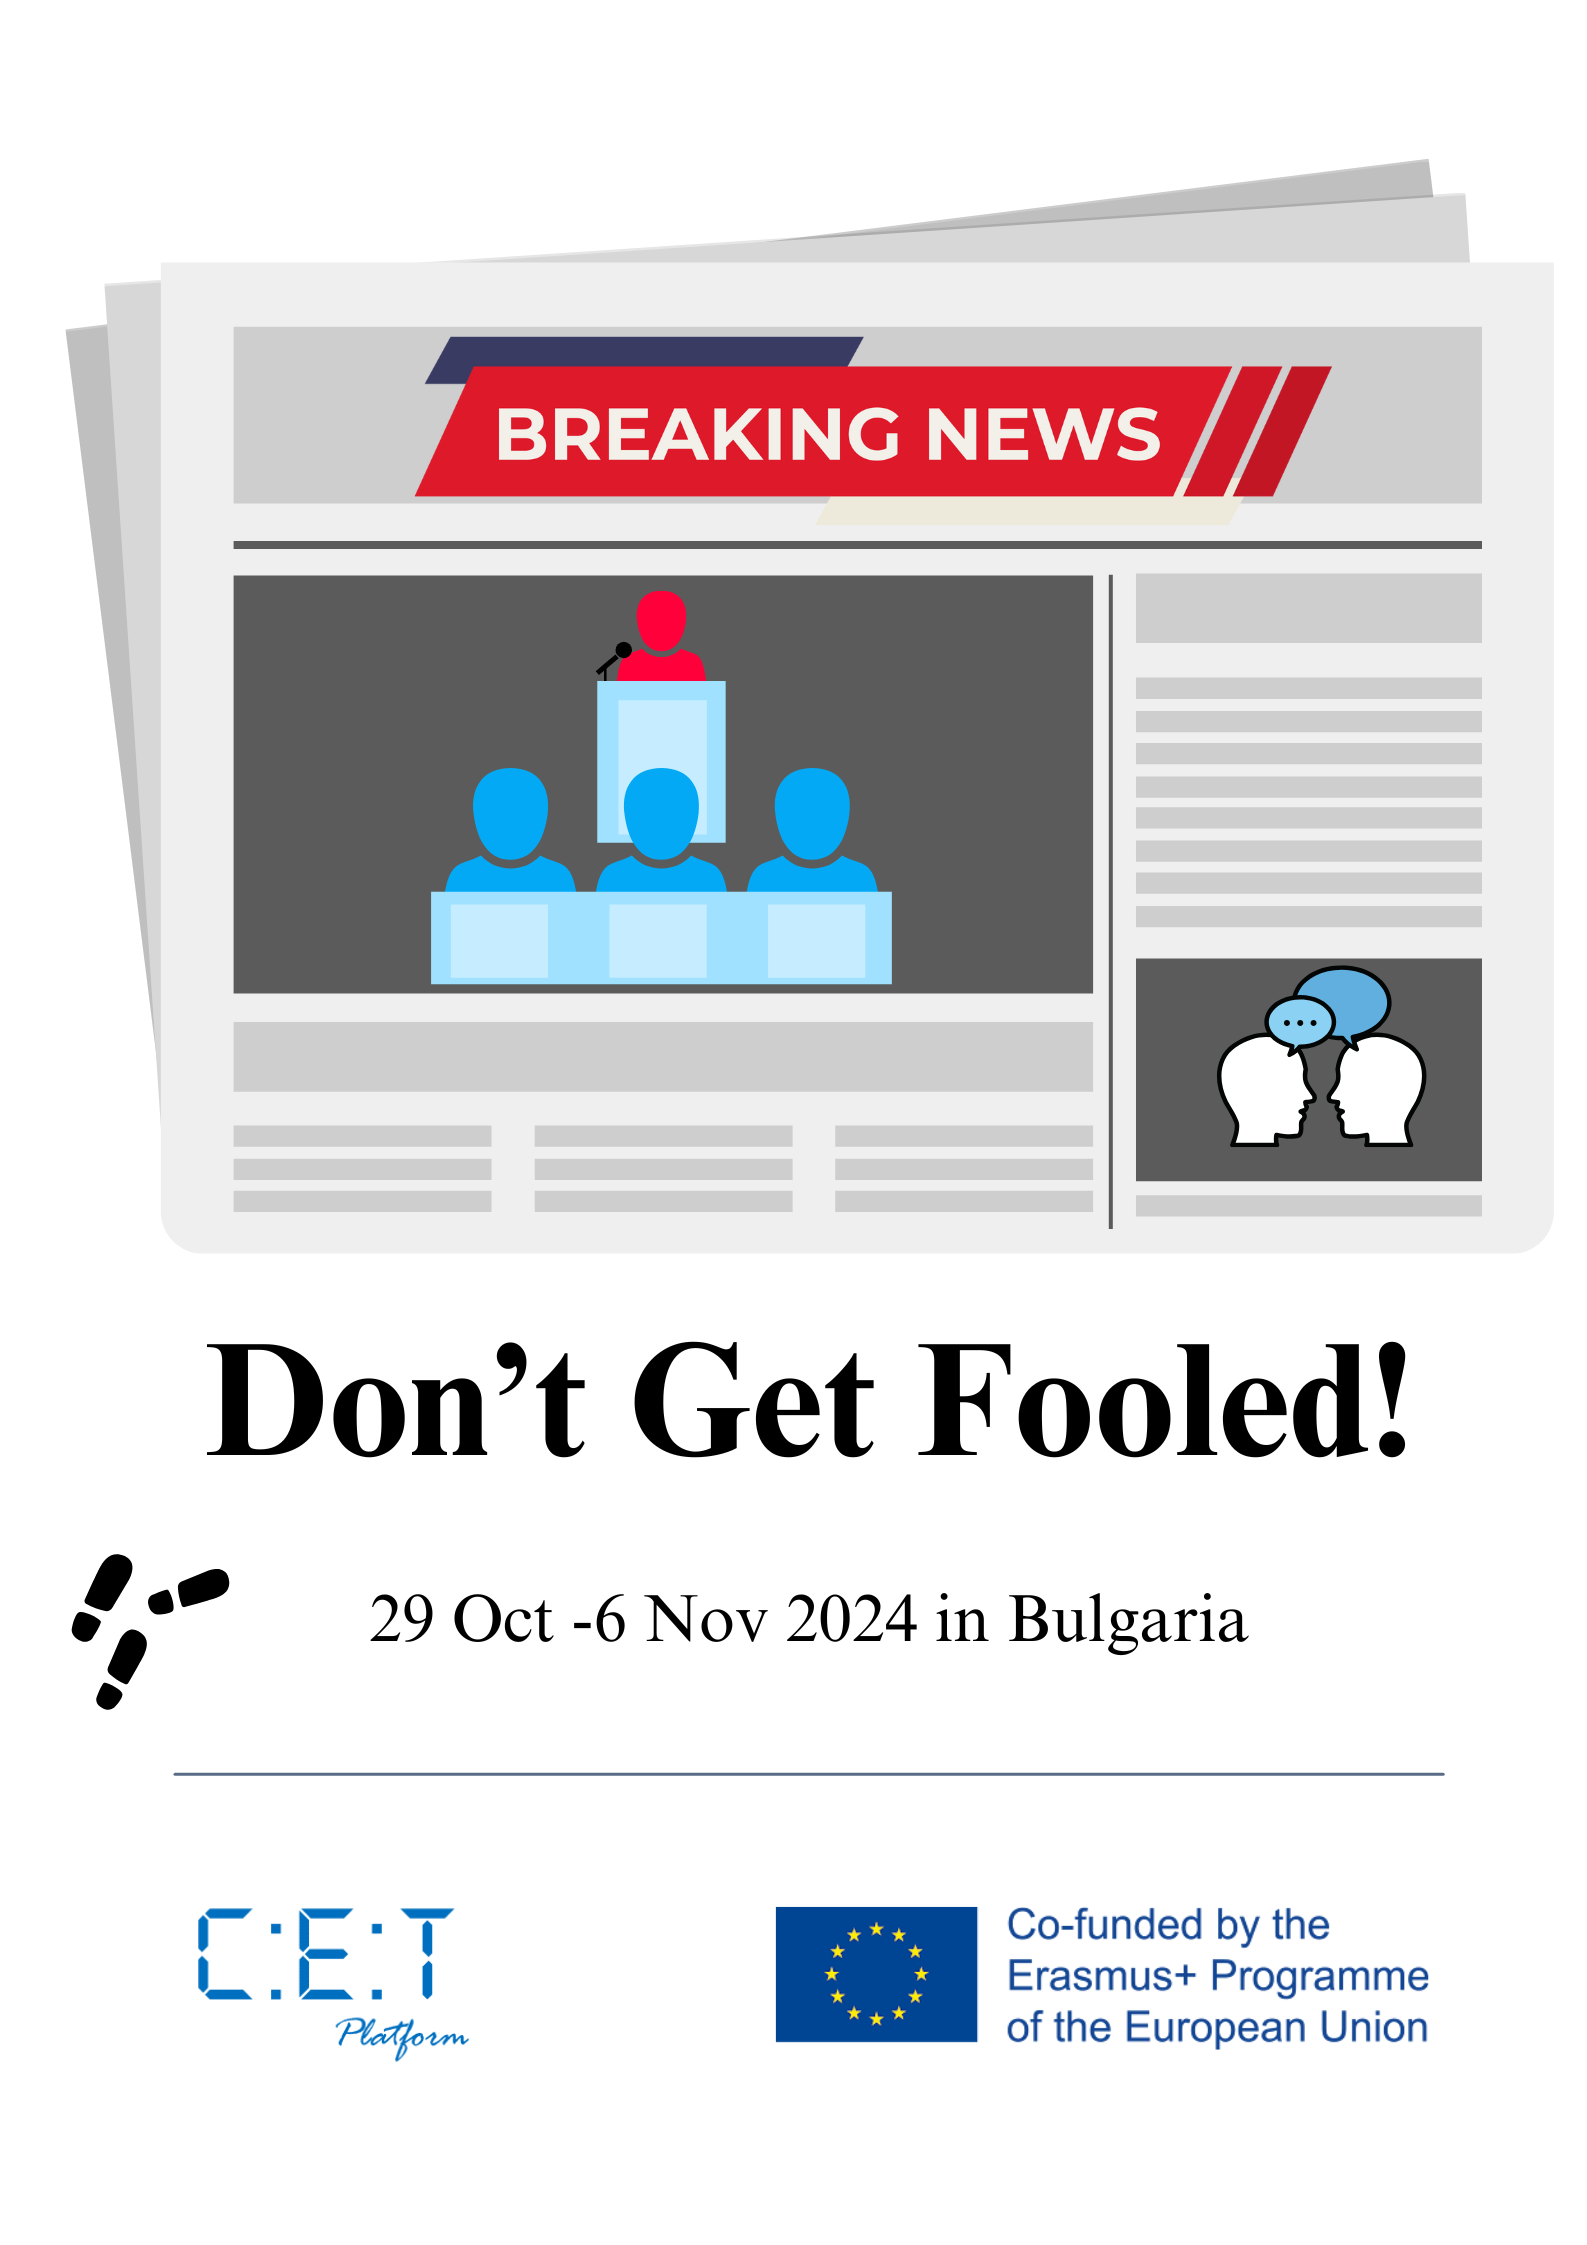 BREAKING NEWS
Don’t Get Fooled!
29 Oct -6 Nov 2024 in Bulgaria
C:E:T
Platform
Co-funded by the
Erasmus+ Programme
of the European Union